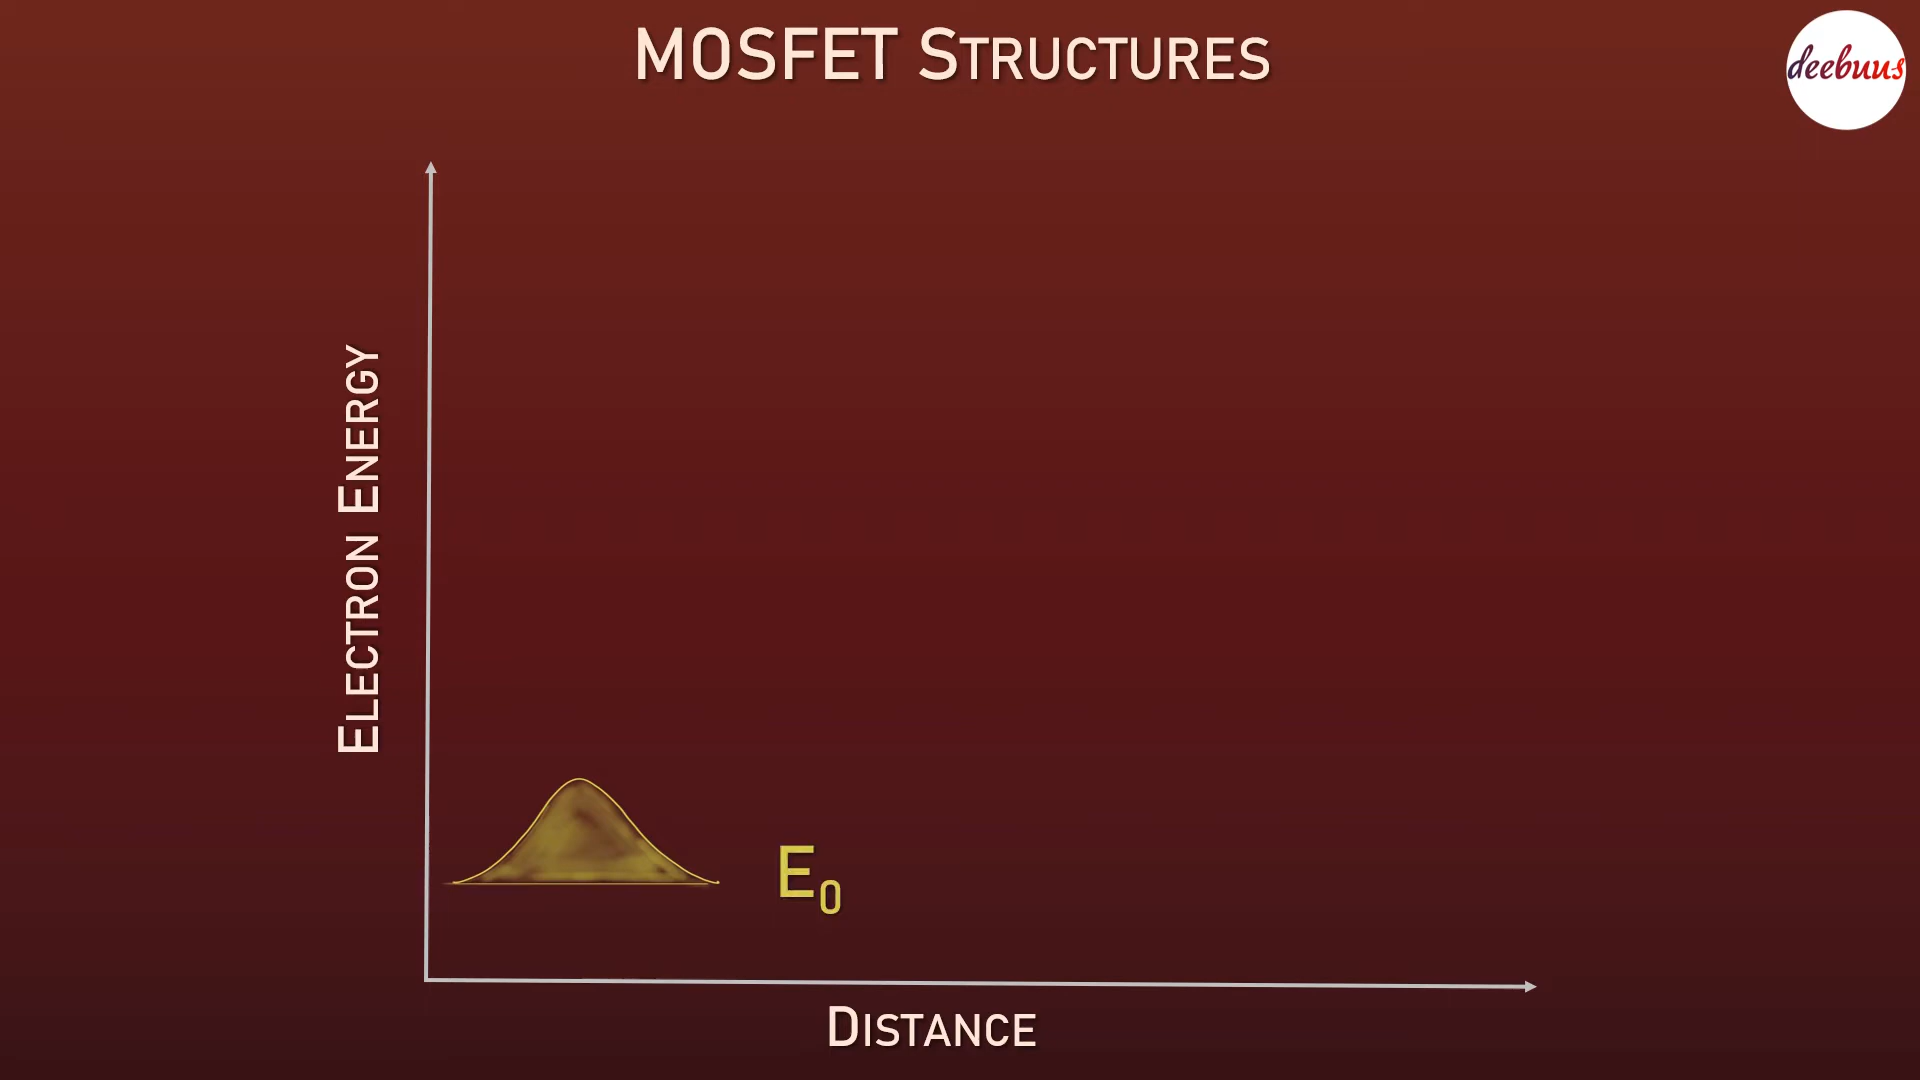 MOSFET STRUCTURES
deebuus
ELECTRON ENERGY
E₀
DISTANCE